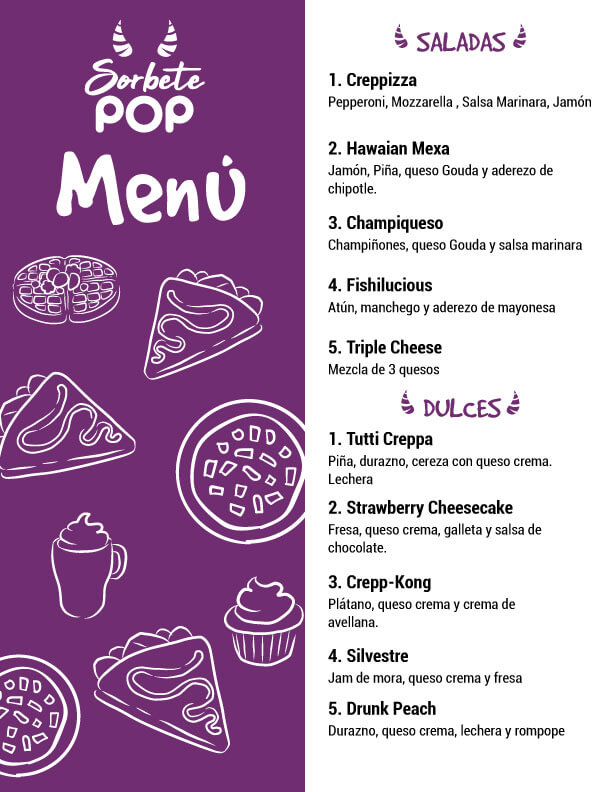 Sorbete
POP
Menú
SALADAS
1. Creppizza
Pepperoni, Mozzarella , Salsa Marinara, Jamón
2. Hawaian Mexa
Jamón, Piña, queso Gouda y aderezo de
chipotle.
3. Champiqueso
Champiñones, queso Gouda y salsa marinara
4. Fishilucious
Atún, manchego y aderezo de mayonesa
5. Triple Cheese
Mezcla de 3 quesos
DULCES
1. Tutti Creppa
Piña, durazno, cereza con queso crema.
Lechera
2. Strawberry Cheesecake
Fresa, queso crema, galleta y salsa de
chocolate.
3. Crepp-Kong
Plátano, queso crema y crema de
avellana.
4. Silvestre
Jam de mora, queso crema y fresa
5. Drunk Peach
Durazno, queso crema, lechera y rompope